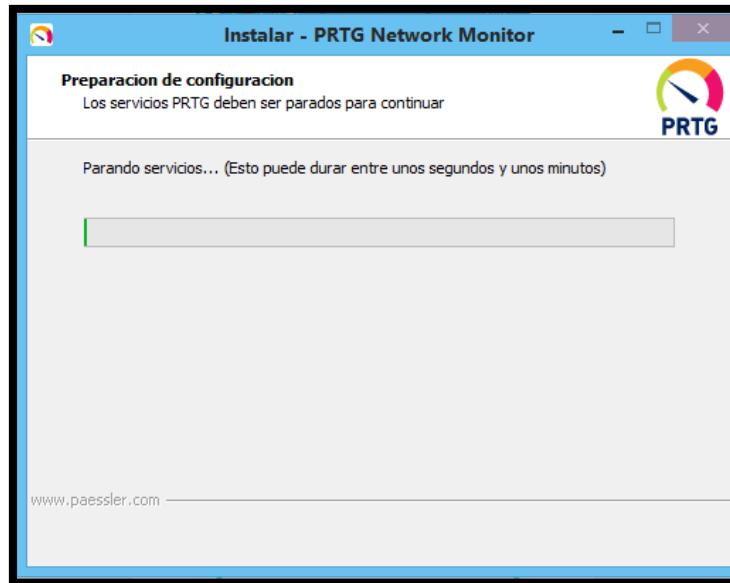 Instalar - PRTG Network Monitor
Preparacion de configuracion
Los servicios PRTG deben ser parados para continuar
PRTG
Parando servicios... (Esto puede durar entre unos segundos y unos minutos)
www.paessler.com